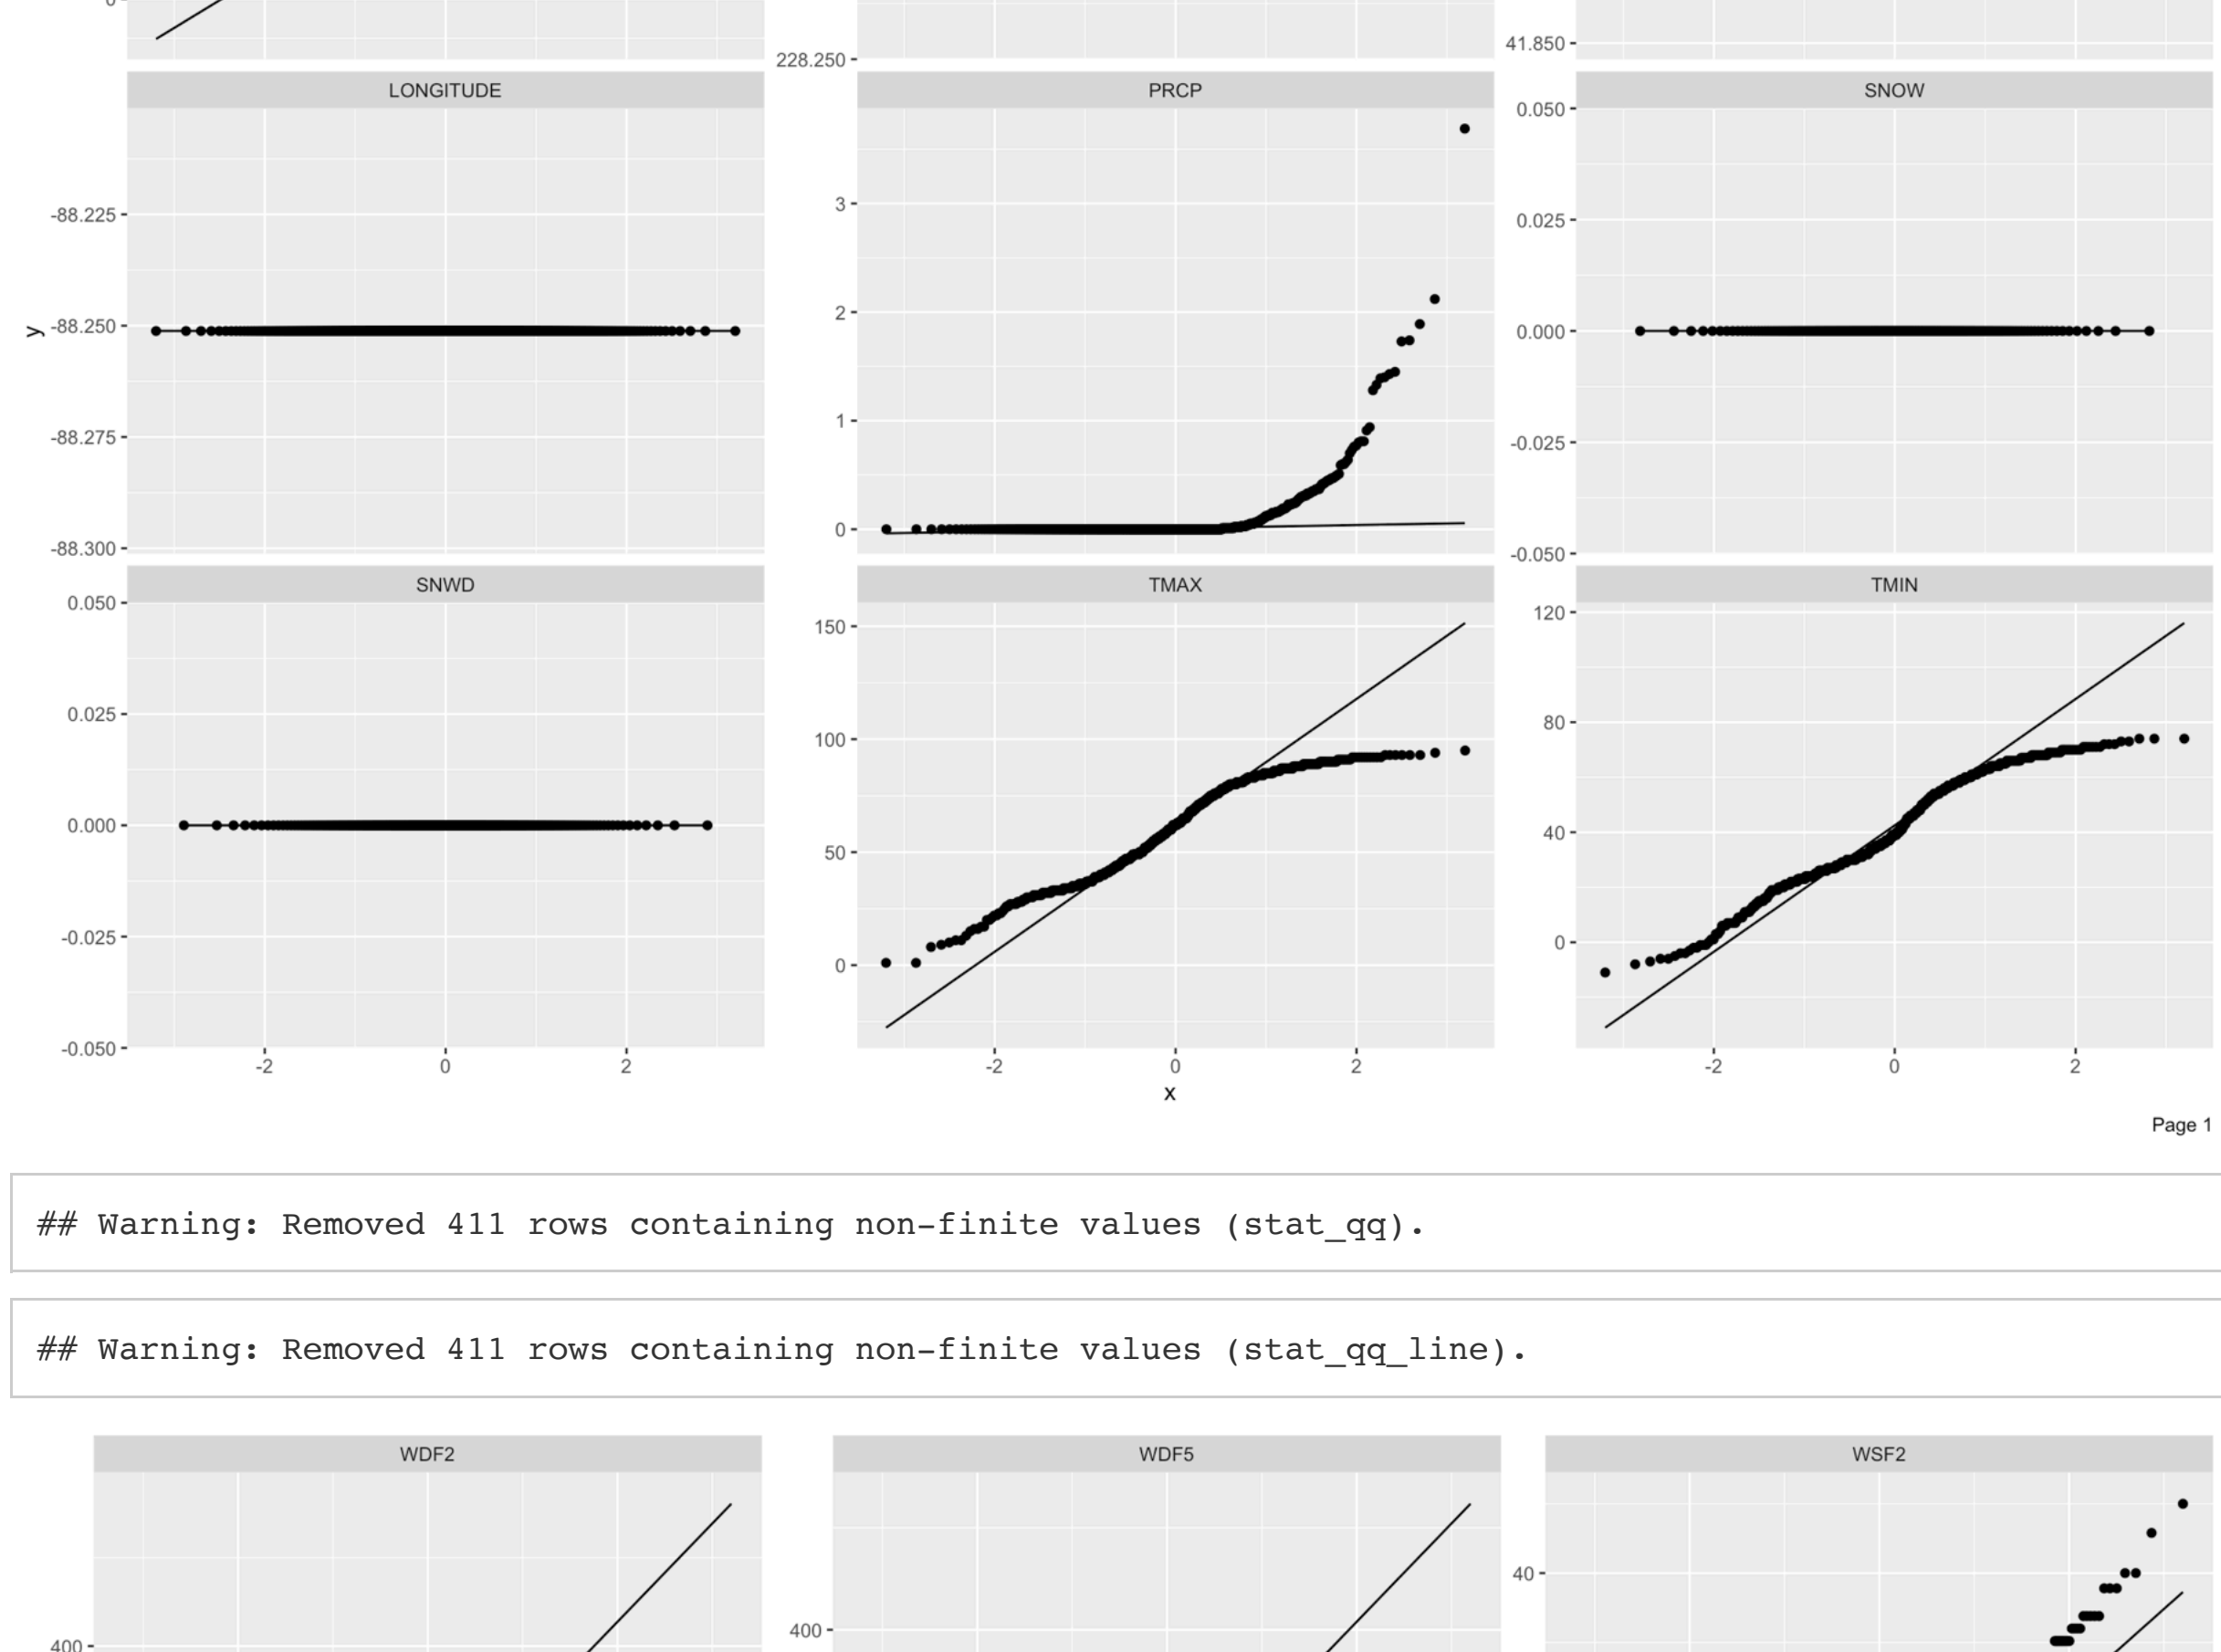 0
228.250
41.850
LONGITUDE
PRCP
SNOW
-88.225
-88.250
-88.275
-88.300
3
2
1
0
0.050
0.025
0.000
-0.025
-0.050
y
SNWD
TMAX
TMIN
0.050
0.025
0.000
-0.025
-0.050
150
100
50
0
120
80
40
0
-2 0 2
-2 0 2
-2 0 2
x
Page 1
## Warning: Removed 411 rows containing non-finite values (stat_qq).
## Warning: Removed 411 rows containing non-finite values (stat_qq_line).
WDF2
WDF5
WSF2
400
400
40